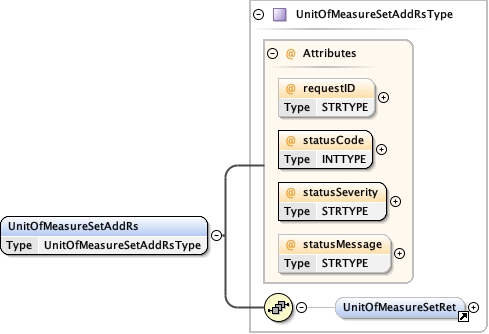 UnitOfMeasureSetAddRsType
@ Attributes
@ requestID
Type STRTYPE
@ statusCode
Type INTTYPE
@ statusSeverity
Type STRTYPE
UnitOfMeasureSetAddRs
Type UnitOfMeasureSetAddRsType
@ statusMessage
Type STRTYPE
UnitOfMeasureSetRet